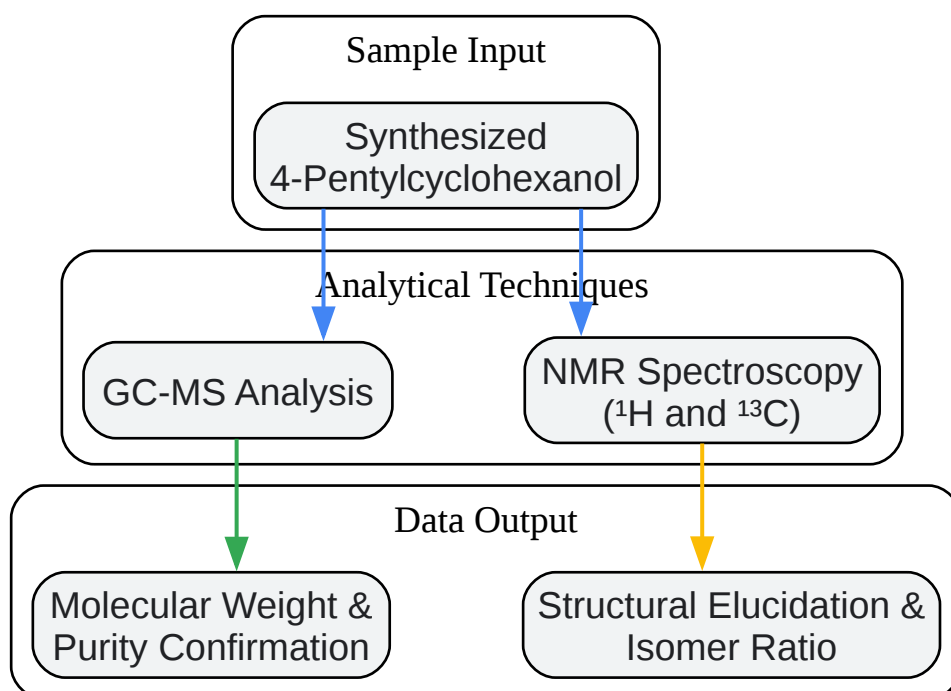 Sample Input
Synthesized
4-Pentylcyclohexanol
Analytical Techniques
GC-MS Analysis
NMR Spectroscopy
(¹H and ¹³C)
Data Output
Molecular Weight &
Purity Confirmation
Structural Elucidation &
Isomer Ratio